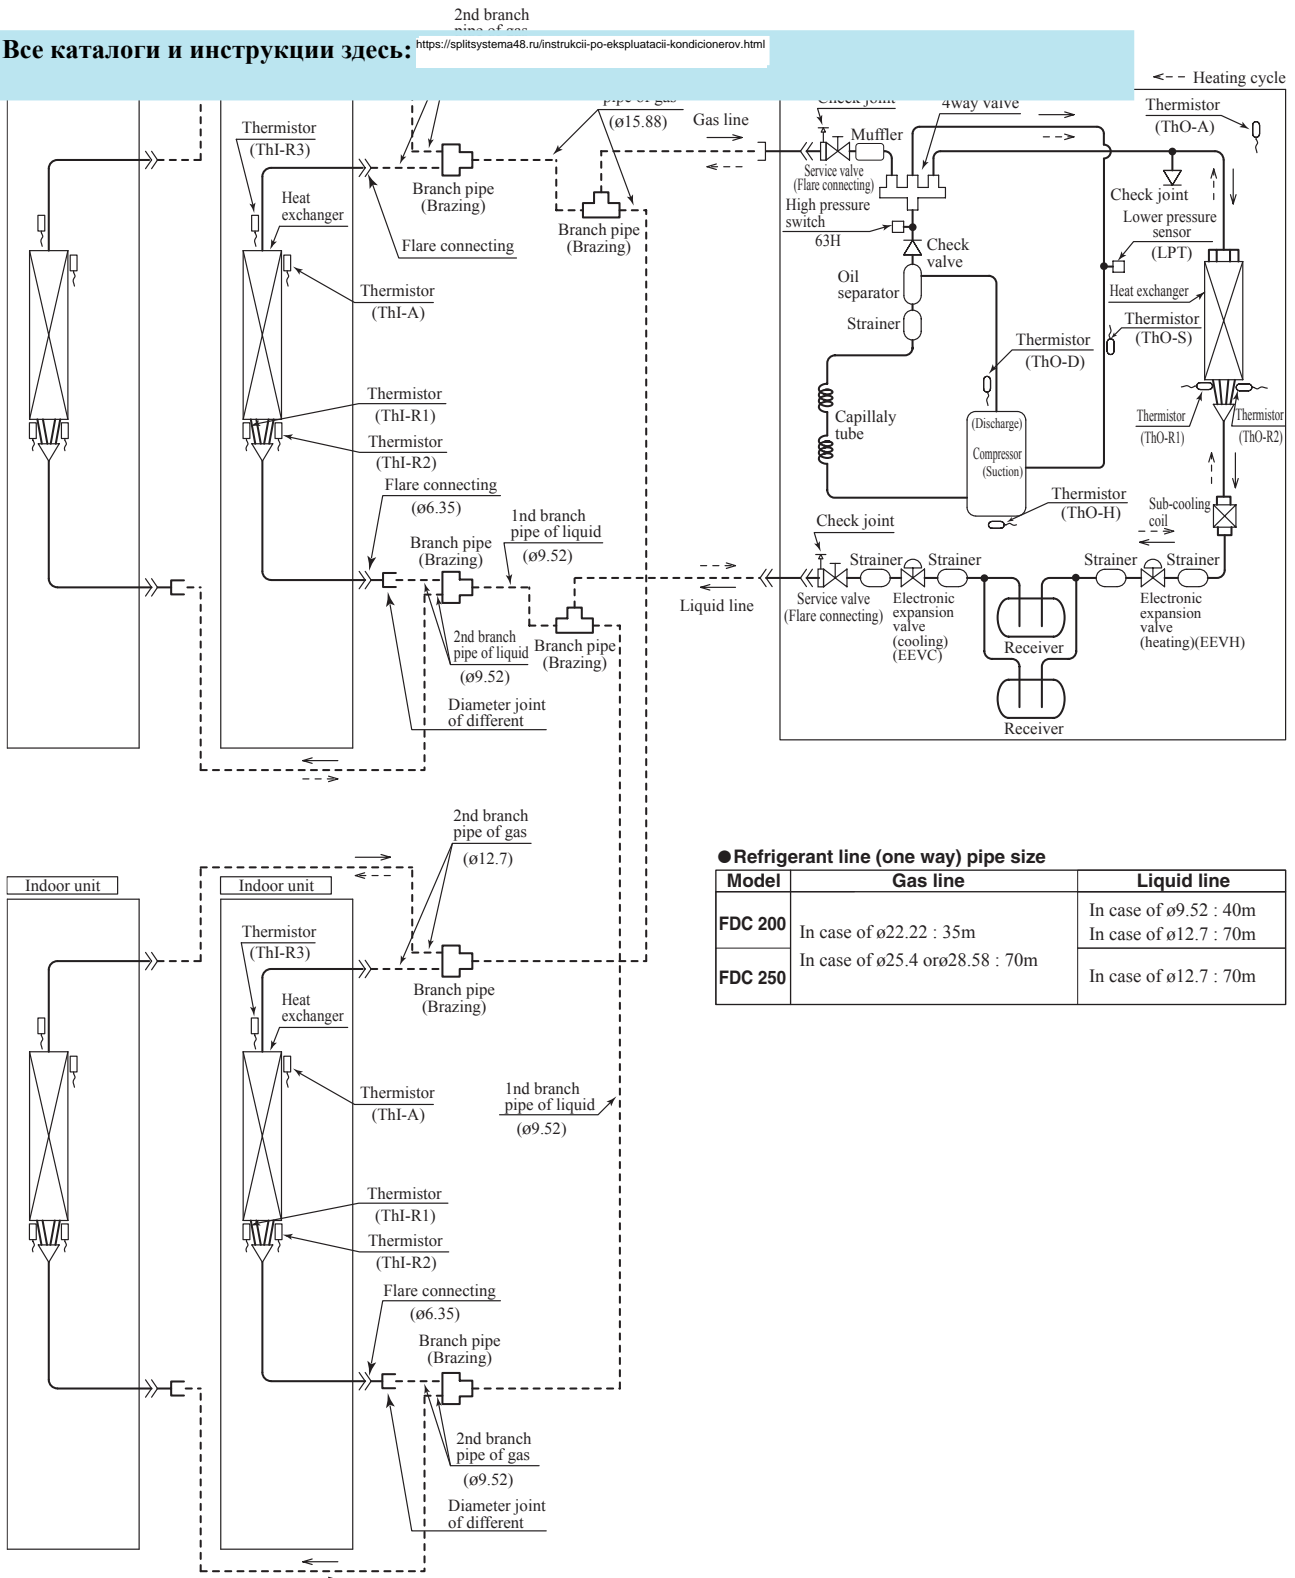 2nd branch
pipe of gas
Все каталоги и инструкции здесь: https://splitsystema48.ru/instrukcii-po-ekspluatacii-kondicionerov.html
Heating cycle
pipe of gas
(ø15.88)
Gas line
Check joint
4way valve
Thermistor
(ThO-A)
Thermistor
(ThI-R3)
Muffler
Branch pipe
(Brazing)
Service valve
(Flare connecting)
Check joint
Heat
exchanger
Flare connecting
Branch pipe
(Brazing)
High pressure
switch
63H
Lower pressure
sensor
(LPT)
Check
valve
Thermistor
(ThI-A)
Oil
separator
Heat exchanger
Strainer
Thermistor
(ThO-S)
Thermistor
(ThO-D)
Thermistor
(ThI-R1)
Capillaly
tube
(Discharge)
Compressor
(Suction)
Thermistor
(ThO-R1)
Thermistor
(ThO-R2)
Thermistor
(ThI-R2)
Flare connecting
(ø6.35)
Thermistor
(ThO-H)
Sub-cooling
coil
1nd branch
pipe of liquid
(ø9.52)
Check joint
Branch pipe
(Brazing)
Strainer
Strainer
Strainer
Strainer
Liquid line
Service valve
(Flare connecting)
Electronic
expansion
valve
(cooling)
(EEVC)
Electronic
expansion
valve
(heating)(EEVH)
2nd branch
pipe of liquid
(ø9.52)
Branch pipe
(Brazing)
Receiver
Diameter joint
of different
Receiver
2nd branch
pipe of gas
(ø12.7)
●Refrigerant line (one way) pipe size
Model Gas line Liquid line
FDC 200 In case of ø22.22 : 35m In case of ø9.52 : 40m
In case of ø12.7 : 70m
FDC 250 In case of ø25.4 orø28.58 : 70m In case of ø12.7 : 70m
Indoor unit
Indoor unit
Thermistor
(ThI-R3)
Branch pipe
(Brazing)
Heat
exchanger
Thermistor
(ThI-A)
1nd branch
pipe of liquid
(ø9.52)
Thermistor
(ThI-R1)
Thermistor
(ThI-R2)
Flare connecting
(ø6.35)
Branch pipe
(Brazing)
2nd branch
pipe of gas
(ø9.52)
Diameter joint
of different